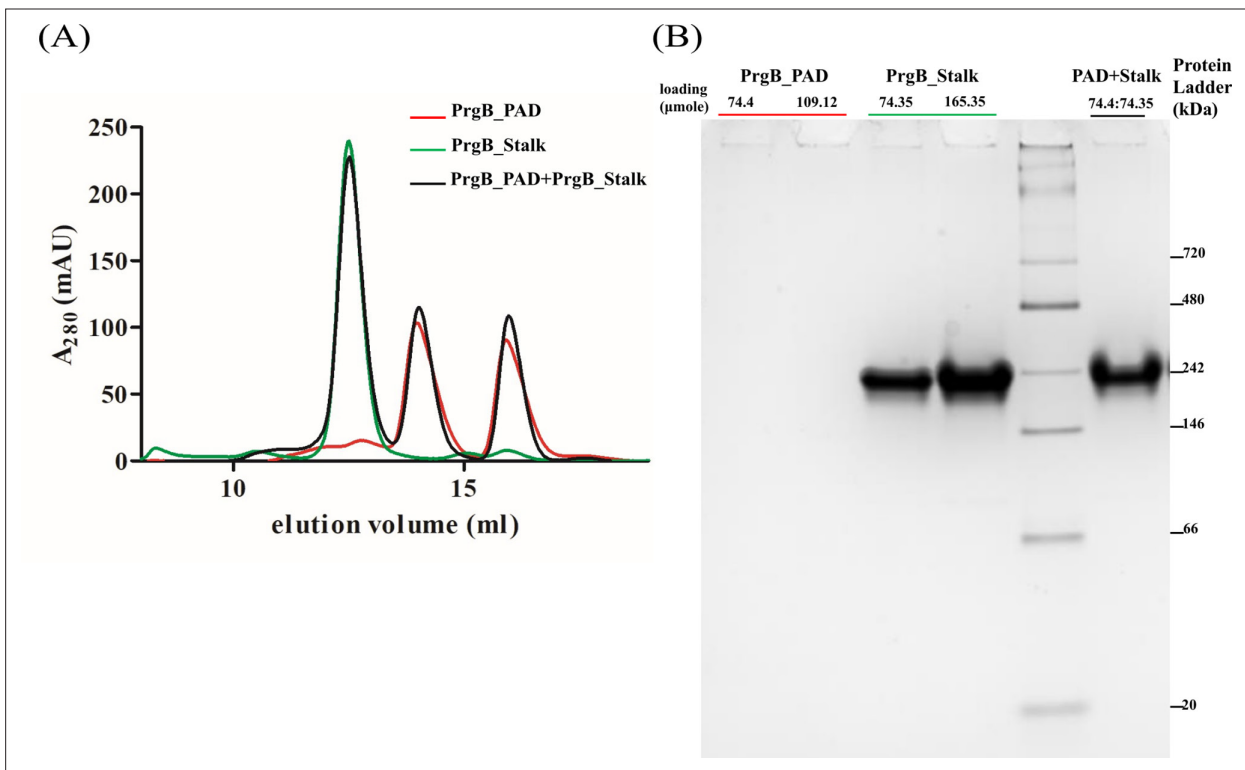 (A)
PrgB_PAD
PrgB_Stalk
PrgB_PAD+PrgB_Stalk
250
200
150
100
50
0
A280 (mAU)
10 15
elution volume (ml)
(B)
PrgB_PAD PrgB_Stalk PAD+Stalk
loading (μmole)
74.4 109.12 74.35 165.35 74.4:74.35
Protein
Ladder
(kDa)
720
480
242
146
66
20